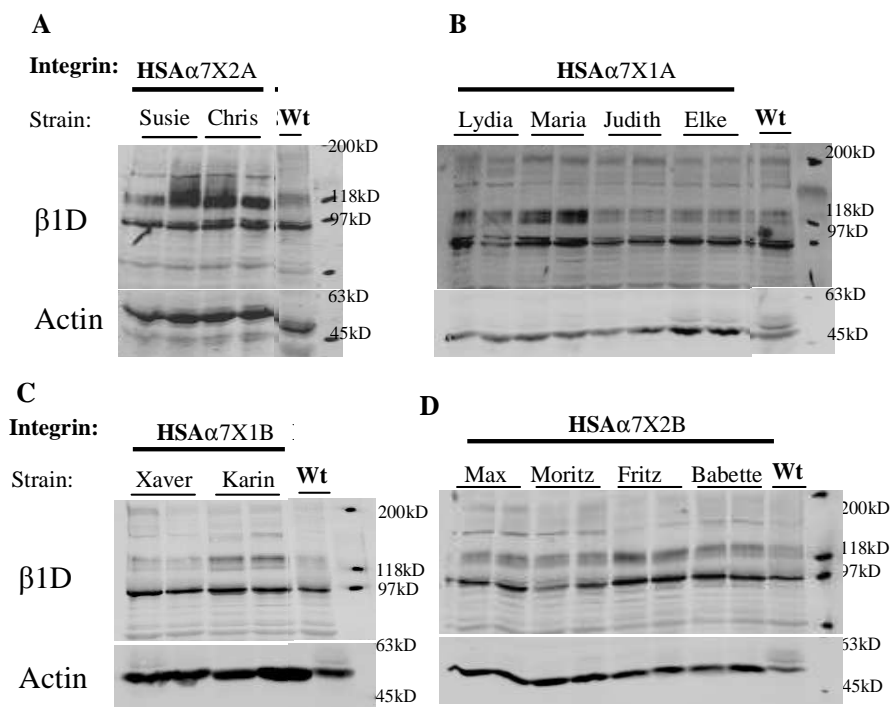 A
Integrin: HSAα7X2A
Strain: Susie Chris Wt
200kD
β1D
118kD
97kD
Actin
63kD
45kD
B
HSAα7X1A
Lydia Maria Judith Elke Wt
200kD
118kD
97kD
63kD
45kD
C
Integrin: HSAα7X1B
Strain: Xaver Karin Wt
200kD
β1D
118kD
97kD
Actin
63kD
45kD
D
HSAα7X2B
Max Moritz Fritz Babette Wt
200kD
118kD
97kD
63kD
45kD